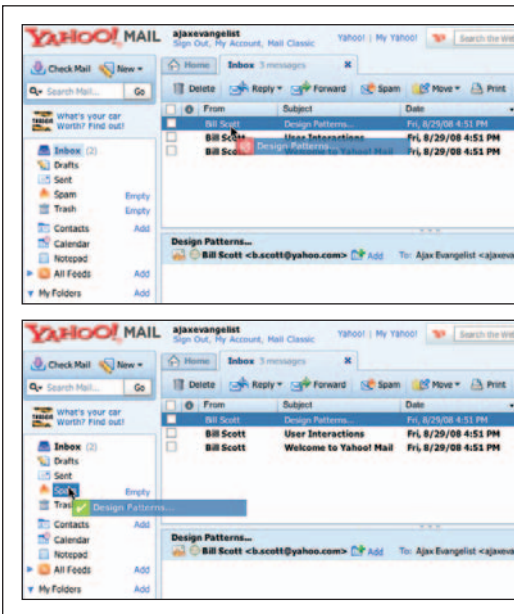 YAHOO! MAIL
ajaxevangelist
Sign Out, My Account, Mail Classic
Yahoo! | My Yahoo!
Search the Web
Check Mail
New
Home
Inbox 3 messages
Search Mail...
Go
Delete
Reply
Forward
Spam
Move
Print
What's your car
Worth? Find out!
From Subject Date
Bill Scott Design Patterns... Fri, 8/29/08 4:51 PM
Bill Scott User Interactions Fri, 8/29/08 4:51 PM
Bill Scott Welcome to Yahoo! Mail Fri, 8/29/08 4:51 PM
Design Patterns...
Inbox (2)
Drafts
Sent
Spam Empty
Trash Empty
Contacts Add
Calendar
Notepad
All Feeds Add
My Folders Add
Design Patterns...
Bill Scott <b.scott@yahoo.com> Add To: Ajax Evangelist <ajaxeva
YAHOO! MAIL
ajaxevangelist
Sign Out, My Account, Mail Classic
Yahoo! | My Yahoo!
Search the Web
Check Mail
New
Home
Inbox 3 messages
Search Mail...
Go
Delete
Reply
Forward
Spam
Move
Print
What's your car
Worth? Find out!
From Subject Date
Bill Scott Design Patterns... Fri, 8/29/08 4:51 PM
Bill Scott User Interactions Fri, 8/29/08 4:51 PM
Bill Scott Welcome to Yahoo! Mail Fri, 8/29/08 4:51 PM
Inbox (2)
Drafts
Sent
Spam Empty
Trash
Design Patterns...
Contacts Add
Calendar
Notepad
All Feeds Add
My Folders Add
Design Patterns...
Bill Scott <b.scott@yahoo.com> Add To: Ajax Evangelist <ajaxeva